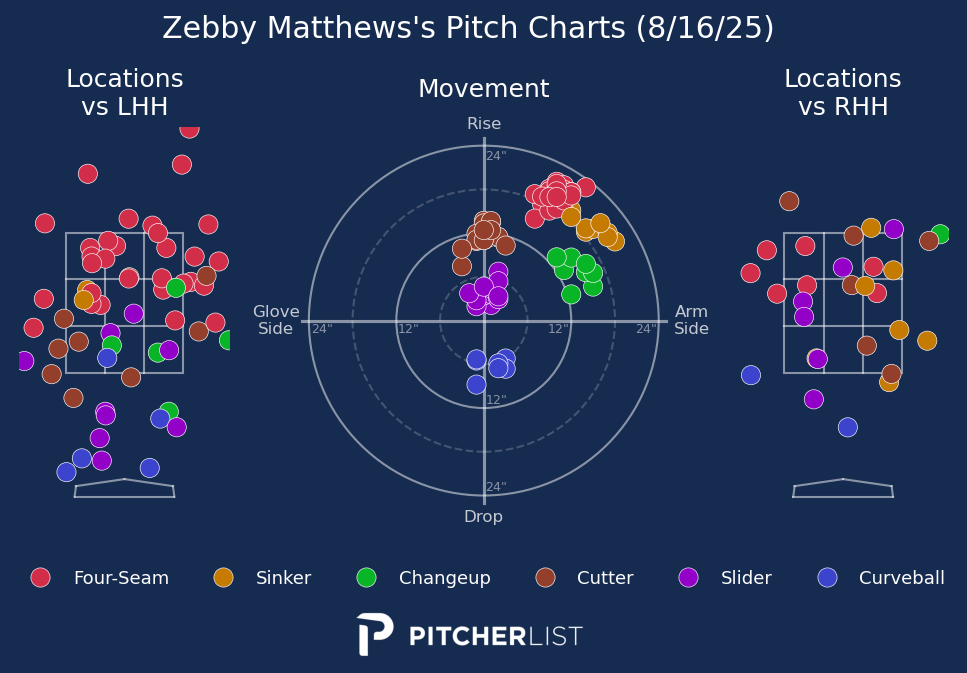 Zebby Matthews's Pitch Charts (8/16/25)
Locations
vs LHH
Movement
Locations
vs RHH
Rise
24"
Glove
Side
24"
12"
12"
24"
Arm
Side
12"
24"
Drop
Four-Seam
Sinker
Changeup
Cutter
Slider
Curveball
PITCHERLIST